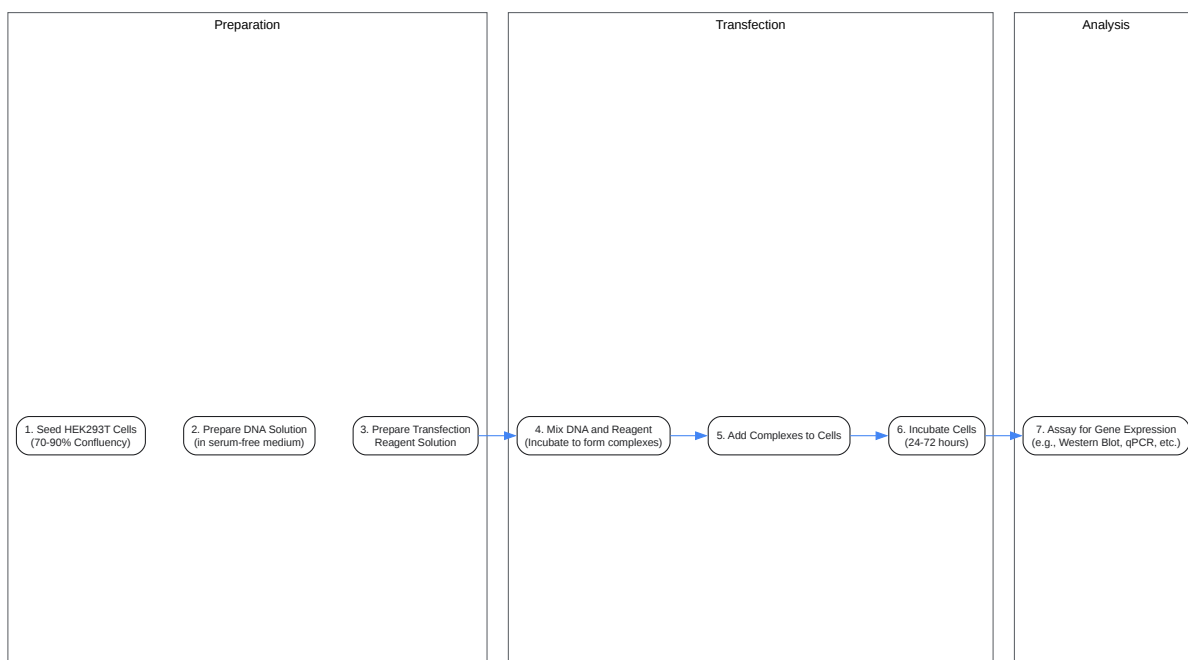 Preparation
Transfection
Analysis
1. Seed HEK293T Cells
(70-90% Confluency)
2. Prepare DNA Solution
(in serum-free medium)
3. Prepare Transfection
Reagent Solution
4. Mix DNA and Reagent
(Incubate to form complexes)
5. Add Complexes to Cells
6. Incubate Cells
(24-72 hours)
7. Assay for Gene Expression
(e.g., Western Blot, qPCR, etc.)